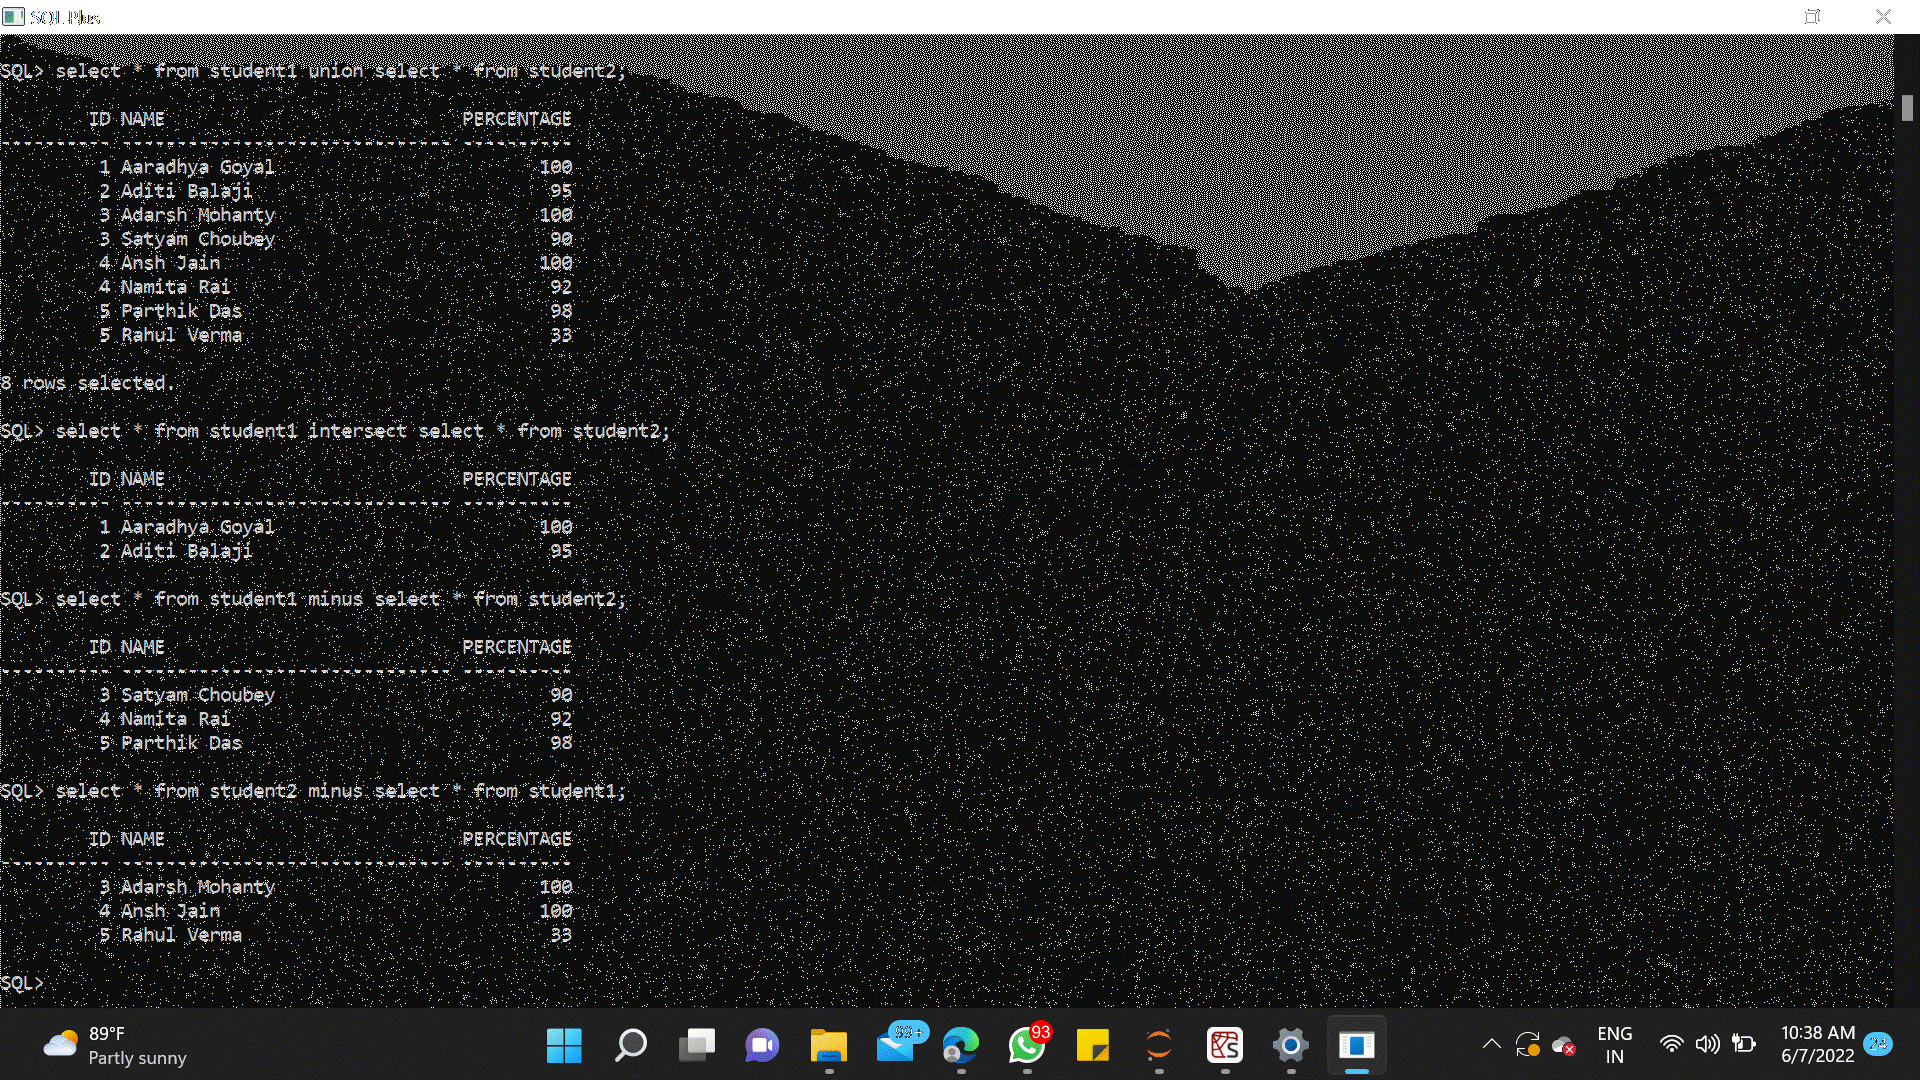 SQL Plus
SQL> select * from student1 union select * from student2;
ID NAME PERCENTAGE
---------- ------------------------------ ----------
1 Aaradhya Goyal 100
2 Aditi Balaji 95
3 Adarsh Mohanty 100
3 Satyam Choubey 90
4 Ansh Jain 100
4 Namita Rai 92
5 Parthik Das 98
5 Rahul Verma 33
8 rows selected.
SQL> select * from student1 intersect select * from student2;
ID NAME PERCENTAGE
---------- ------------------------------ ----------
1 Aaradhya Goyal 100
2 Aditi Balaji 95
SQL> select * from student1 minus select * from student2;
ID NAME PERCENTAGE
---------- ------------------------------ ----------
3 Satyam Choubey 90
4 Namita Rai 92
5 Parthik Das 98
SQL> select * from student2 minus select * from student1;
ID NAME PERCENTAGE
---------- ------------------------------ ----------
3 Adarsh Mohanty 100
4 Ansh Jain 100
5 Rahul Verma 33
SQL>
89°F
Partly sunny
99+
93
ENG
IN
10:38 AM
6/7/2022
24